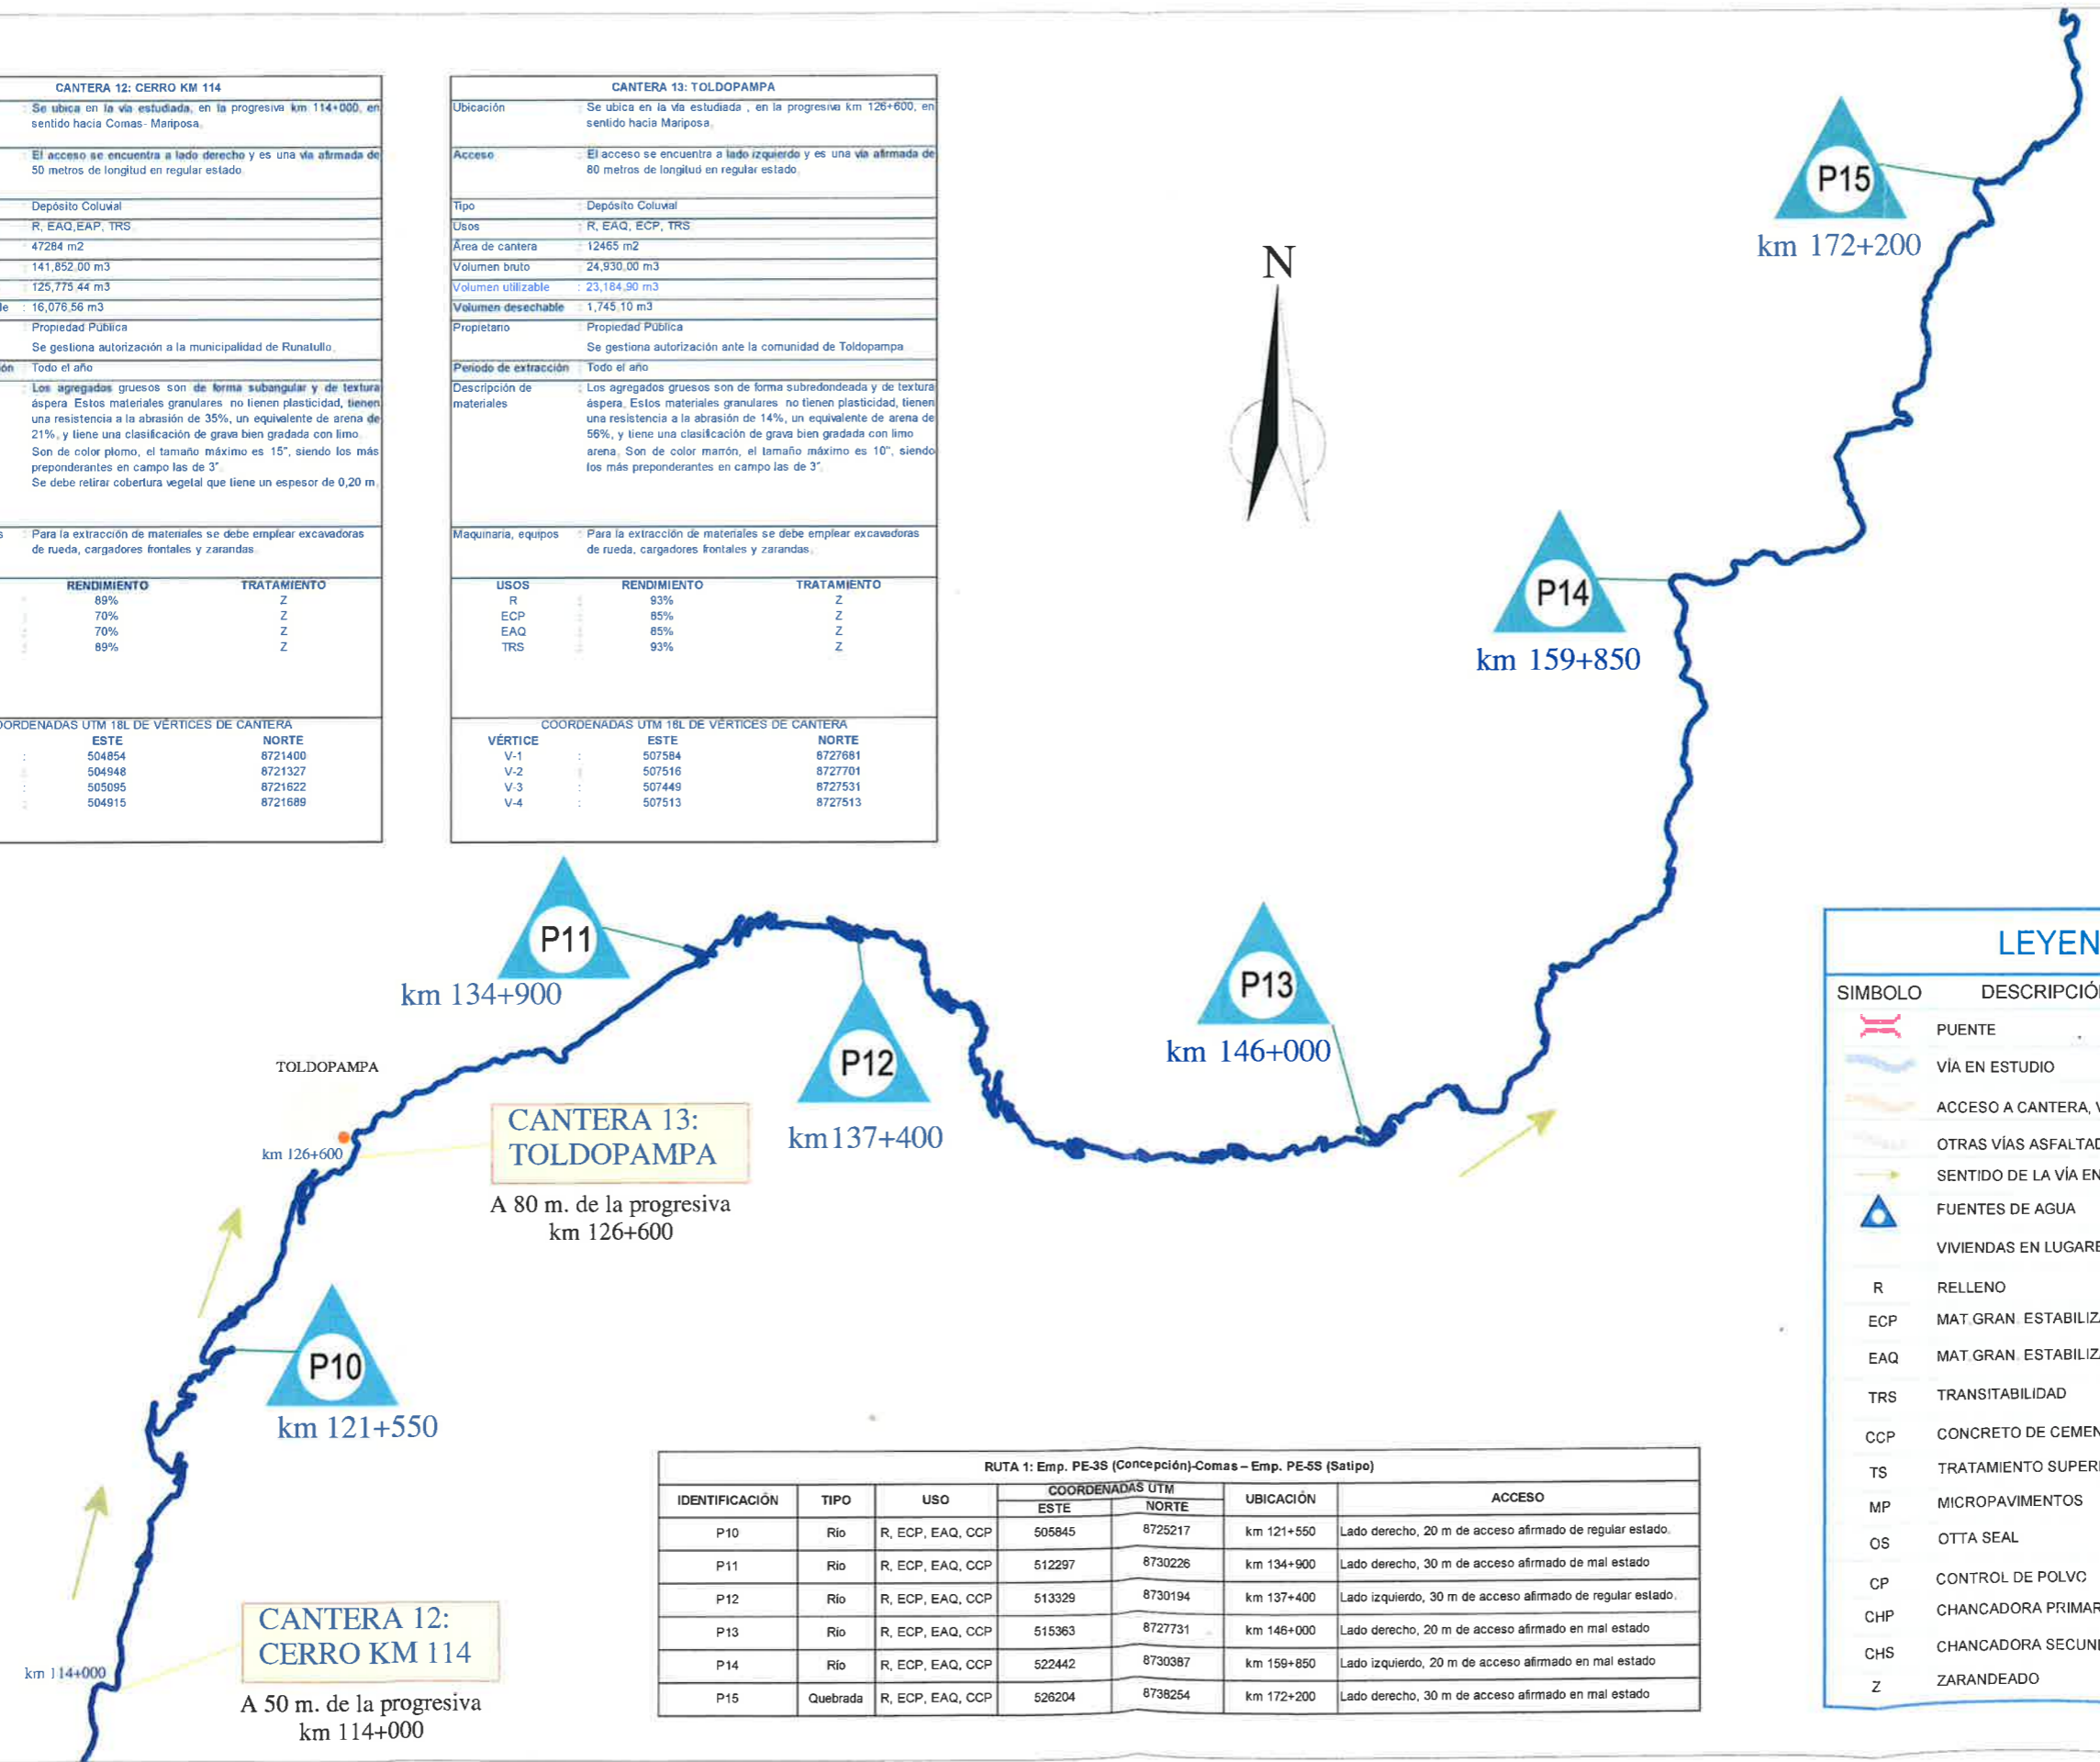 CANTERA 12: CERRO KM 114
: Se ubica en la vía estudiada, en la progresiva km 114+000, en
sentido hacia Comas- Mariposa.
El acceso se encuentra a lado derecho y es una vía afirmada de
50 metros de longitud en regular estado.
Depósito Coluvial
R, EAQ,EAP, TRS
47284 m2
141,852.00 m3
125,775.44 m3
le : 16,076,56 m3
Propiedad Pública
Se gestiona autorización a la municipalidad de Runatullo.
ión Todo el año
Los agregados gruesos son de forma subangular y de textura
áspera. Estos materiales granulares no tienen plasticidad, tienen
una resistencia a la abrasión de 35%, un equivalente de arena de
21%, y tiene una clasificación de grava bien gradada con limo.
Son de color plomo, el tamaño máximo es 15", siendo los más
preponderantes en campo las de 3".
Se debe retirar cobertura vegetal que tiene un espesor de 0,20 m.
s : Para la extracción de materiales se debe emplear excavadoras
de rueda, cargadores frontales y zarandas.
RENDIMIENTO TRATAMIENTO
89% Z
70% Z
70% Z
89% Z
OORDENADAS UTM 18L DE VÉRTICES DE CANTERA
ESTE NORTE
: 504854 8721400
: 504948 8721327
: 505095 8721622
: 504915 8721689
CANTERA 13: TOLDOPAMPA
Ubicación : Se ubica en la vía estudiada , en la progresiva km 126+600, en
sentido hacia Mariposa.
Acceso : El acceso se encuentra a lado izquierdo y es una vía afirmada de
80 metros de longitud en regular estado.
Tipo : Depósito Coluvial
Usos : R, EAQ, ECP, TRS
Área de cantera : 12465 m2
Volumen bruto : 24,930.00 m3
Volumen utilizable : 23,184.90 m3
Volumen desechable : 1,745.10 m3
Propietario : Propiedad Pública
Se gestiona autorización ante la comunidad de Toldopampa
Periodo de extracción Todo el año
Descripción de : Los agregados gruesos son de forma subredondeada y de textura
materiales áspera. Estos materiales granulares no tienen plasticidad, tienen
una resistencia a la abrasión de 14%, un equivalente de arena de
56%, y tiene una clasificación de grava bien gradada con limo
arena. Son de color marrón, el tamaño máximo es 10", siendo
los más preponderantes en campo las de 3".
Maquinaria, equipos : Para la extracción de materiales se debe emplear excavadoras
de rueda, cargadores frontales y zarandas.
USOS RENDIMIENTO TRATAMIENTO
R : 93% Z
ECP : 85% Z
EAQ : 85% Z
TRS : 93% Z
COORDENADAS UTM 18L DE VÉRTICES DE CANTERA
VÉRTICE ESTE NORTE
V-1 : 507584 8727681
V-2 : 507516 8727701
V-3 : 507449 8727531
V-4 : 507513 8727513
N
P15
km 172+200
P14
km 159+850
P11
km 134+900
P13
km 146+000
P12
km137+400
TOLDOPAMPA
km 126+600
CANTERA 13:
TOLDOPAMPA
A 80 m. de la progresiva
km 126+600
P10
km 121+550
CANTERA 12:
CERRO KM 114
km 114+000
A 50 m. de la progresiva
km 114+000
RUTA 1: Emp. PE-3S (Concepción)-Comas – Emp. PE-5S (Satipo)
IDENTIFICACIÓN TIPO USO COORDENADAS UTM UBICACIÓN ACCESO
ESTE NORTE
P10 Río R, ECP, EAQ, CCP 505845 8725217 km 121+550 Lado derecho, 20 m de acceso afirmado de regular estado.
P11 Río R, ECP, EAQ, CCP 512297 8730226 km 134+900 Lado derecho, 30 m de acceso afirmado de mal estado
P12 Río R, ECP, EAQ, CCP 513329 8730194 km 137+400 Lado izquierdo, 30 m de acceso afirmado de regular estado.
P13 Río R, ECP, EAQ, CCP 515363 8727731 km 146+000 Lado derecho, 20 m de acceso afirmado en mal estado
P14 Río R, ECP, EAQ, CCP 522442 8730387 km 159+850 Lado izquierdo, 20 m de acceso afirmado en mal estado
P15 Quebrada R, ECP, EAQ, CCP 526204 8738254 km 172+200 Lado derecho, 30 m de acceso afirmado en mal estado
LEYEN
SIMBOLO DESCRIPCIÓ
PUENTE
VÍA EN ESTUDIO
ACCESO A CANTERA, V
OTRAS VÍAS ASFALTAD
SENTIDO DE LA VÍA EN
FUENTES DE AGUA
VIVIENDAS EN LUGARE
R RELLENO
ECP MAT.GRAN. ESTABILIZ
EAQ MAT.GRAN. ESTABILIZ
TRS TRANSITABILIDAD
CCP CONCRETO DE CEMEN
TS TRATAMIENTO SUPER
MP MICROPAVIMENTOS
OS OTTA SEAL
CP CONTROL DE POLVO
CHP CHANCADORA PRIMAR
CHS CHANCADORA SECUN
Z ZARANDEADO